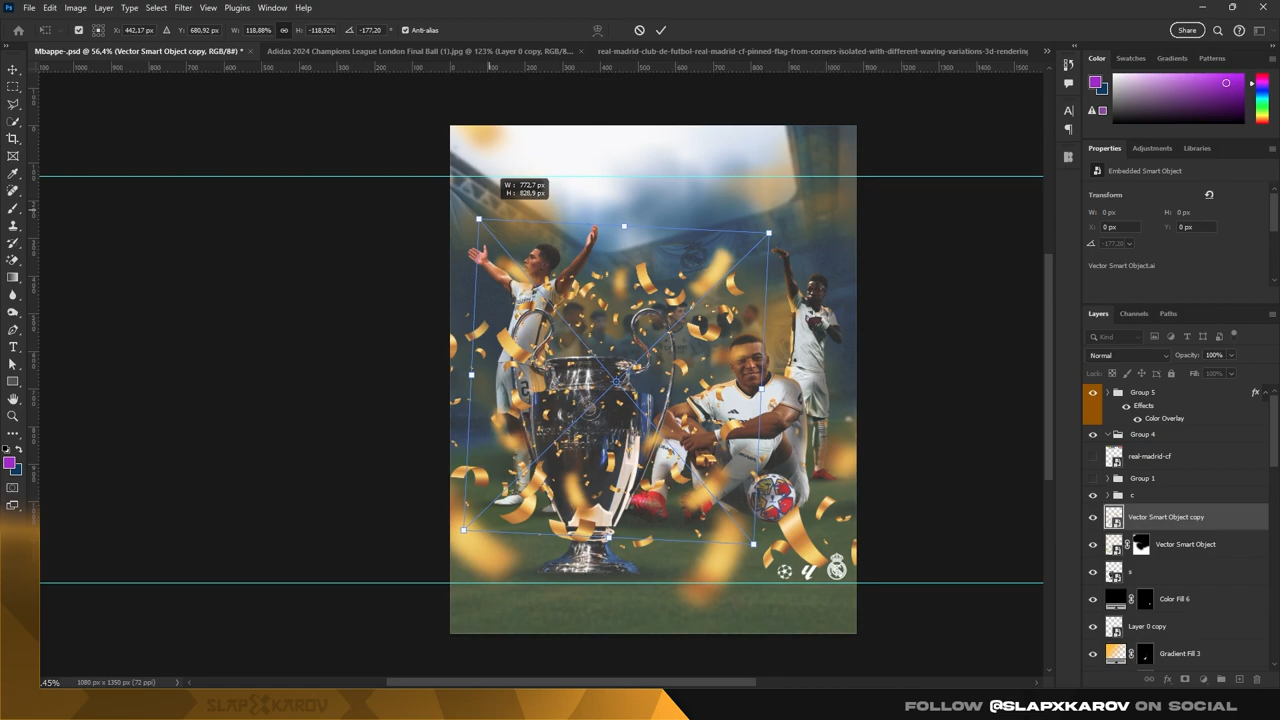 Ps File Edit Image Layer Type Select Filter View Plugins Window Help
X: 442,17 px Y: 680,92 px W: 118,88% H: -118,92% -177,20 ° Anti-alias Share
Mbappe-.psd @ 56,4% (Vector Smart Object copy, RGB/8#) * Adidas 2024 Champions League London Final Ball (1).jpg @ 123% (Layer 0 copy, RGB/8#) * real-madrid-club-de-futbol-real-madrid-cf-pinned-flag-from-corners-isolated-with-different-waving-variations-3d-rendering
Color Swatches Gradients Patterns
W: 772,7 px
H: 828,9 px
Properties Adjustments Libraries
Embedded Smart Object
Transform
W: 0 px H: 0 px
X: 0 px Y: 0 px
-177,20
Vector Smart Object.ai
Layers Channels Paths
Kind
Normal Opacity: 100%
Lock: Fill: 100%
Group 5 fx
Effects
Color Overlay
Group 4
real-madrid-cf
Group 1
c
Vector Smart Object copy
Vector Smart Object
s
Color Fill 6
Layer 0 copy
Gradient Fill 3
.45% 1080 px x 1350 px (72 ppi)
SLAPXKAROV
FOLLOW @SLAPXKAROV ON SOCIAL